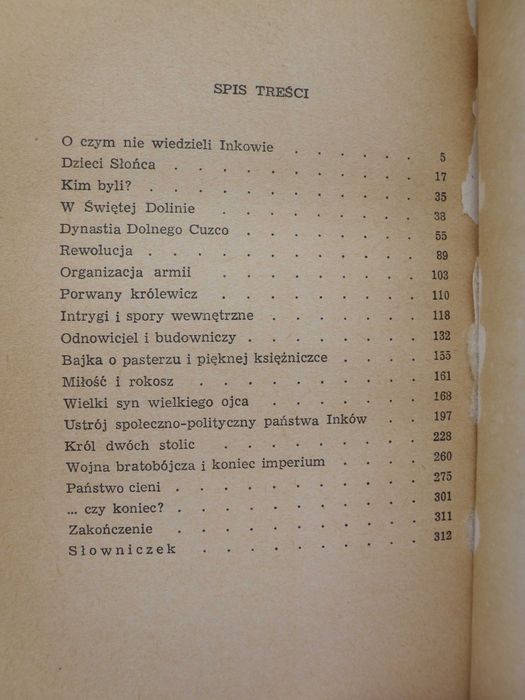 SPIS TREŚCI
O czym nie wiedzieli Inkowie . . . . . . 5
Dzieci Słońca . . . . . . . . . . . 17
Kim byli? . . . . . . . . . . . . 35
W Świętej Dolinie . . . . . . . . . 38
Dynastia Dolnego Cuzco . . . . . . . . 55
Rewolucja . . . . . . . . . . . . 89
Organizacja armii . . . . . . . . . 103
Porwany królewicz . . . . . . . . . 110
Intrygi i spory wewnętrzne . . . . . . . 118
Odnowiciel i budowniczy . . . . . . . . 132
Bajka o pasterzu i pięknej księżniczce . . . . 155
Miłość i rokosz . . . . . . . . . . 161
Wielki syn wielkiego ojca . . . . . . . 168
Ustrój społeczno-polityczny państwa Inków . . 197
Król dwóch stolic . . . . . . . . . 228
Wojna bratobójcza i koniec imperium . . . . 260
Państwo cieni . . . . . . . . . . . 275
... czy koniec? . . . . . . . . . . . 301
Zakończenie . . . . . . . . . . . 311
Słowniczek . . . . . . . . . . 312